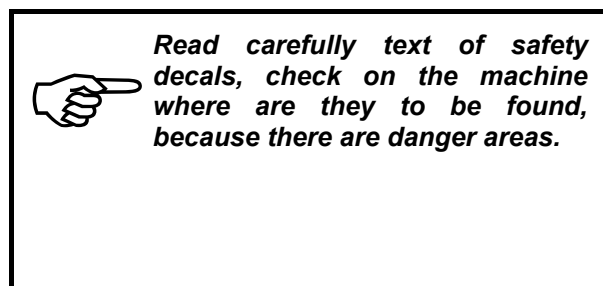 Read carefully text of safety
decals, check on the machine
where are they to be found,
because there are danger areas.